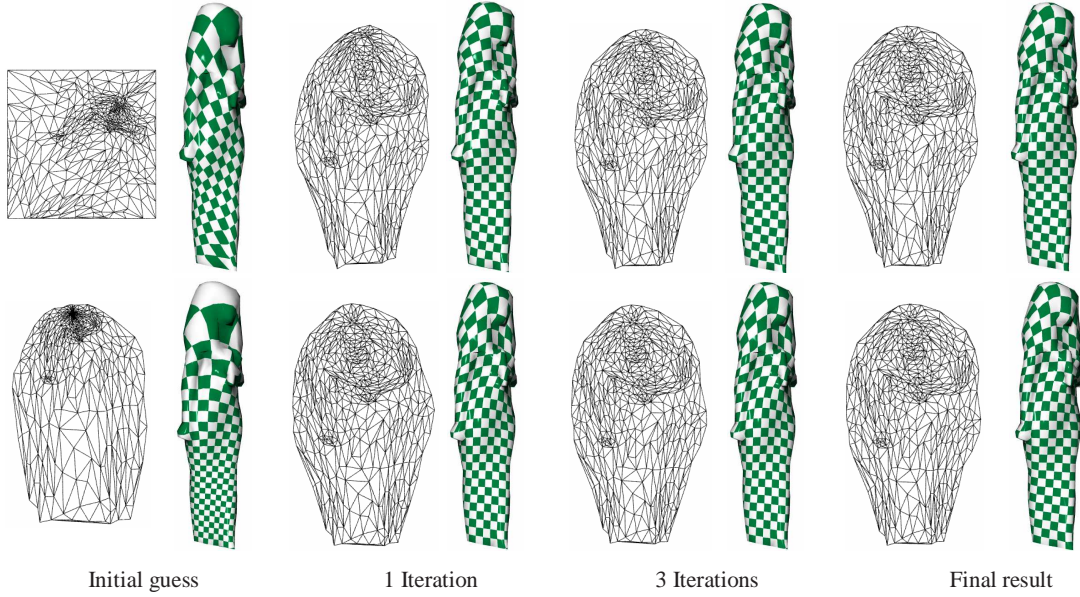 Initial guess
1 Iteration
3 Iterations
Final result